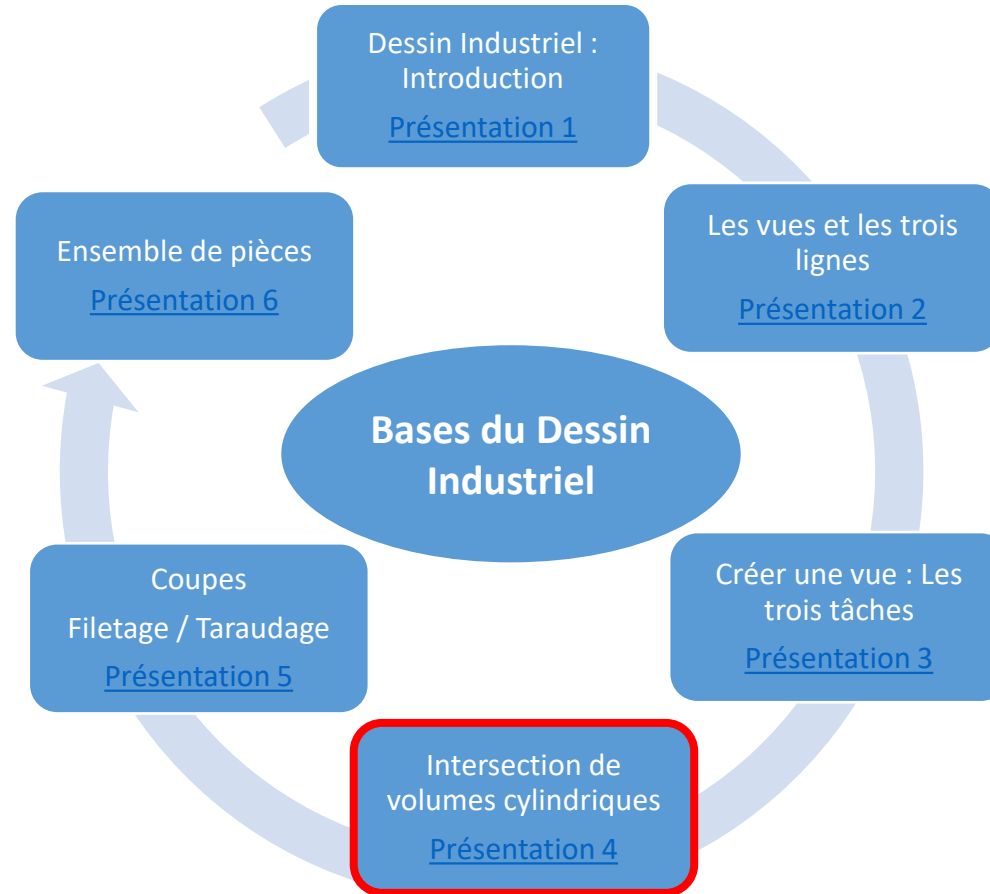 Dessin Industriel :
Introduction
Présentation 1
Les vues et les trois
lignes
Présentation 2
Créer une vue : Les
trois tâches
Présentation 3
Intersection de
volumes cylindriques
Présentation 4
Coupes
Filetage / Taraudage
Présentation 5
Ensemble de pièces
Présentation 6
Bases du Dessin
Industriel